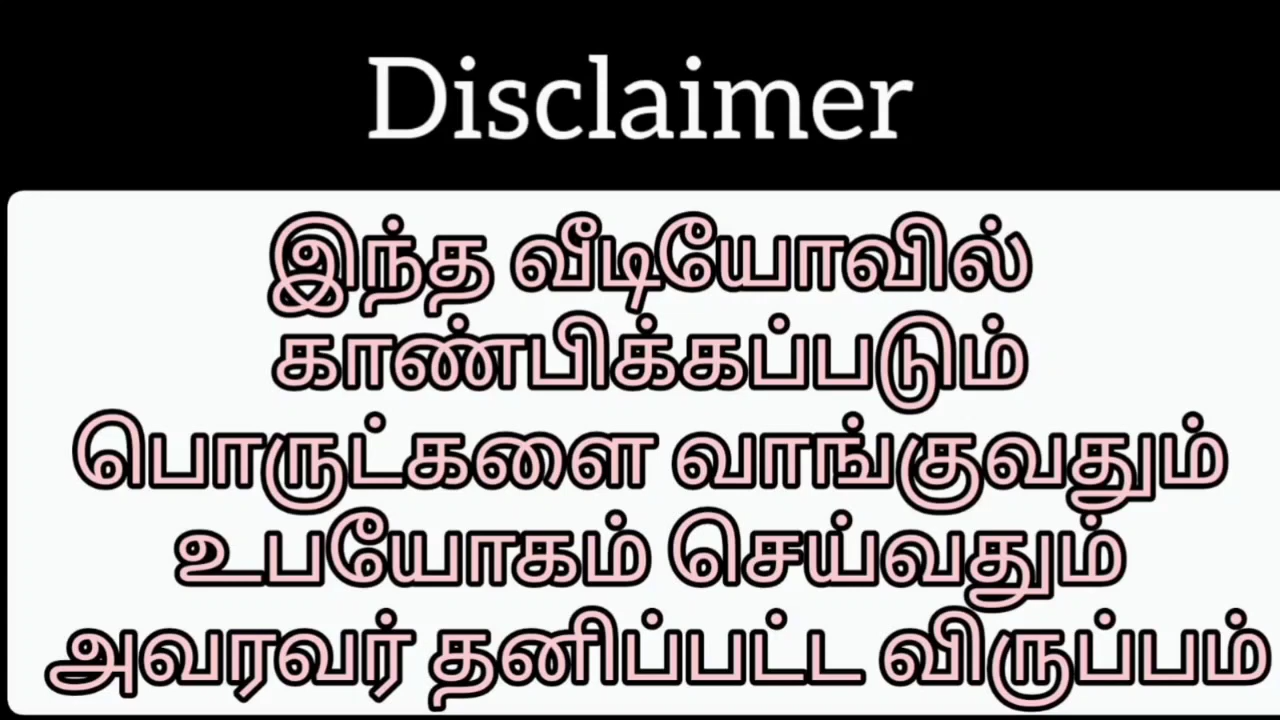 Disclaimer
இந்த வீடியோவில்
காண்பிக்கப்படும்
பொருட்களை வாங்குவதும்
உபயோகம் செய்வதும்
அவரவர் தனிப்பட்ட விருப்பம்